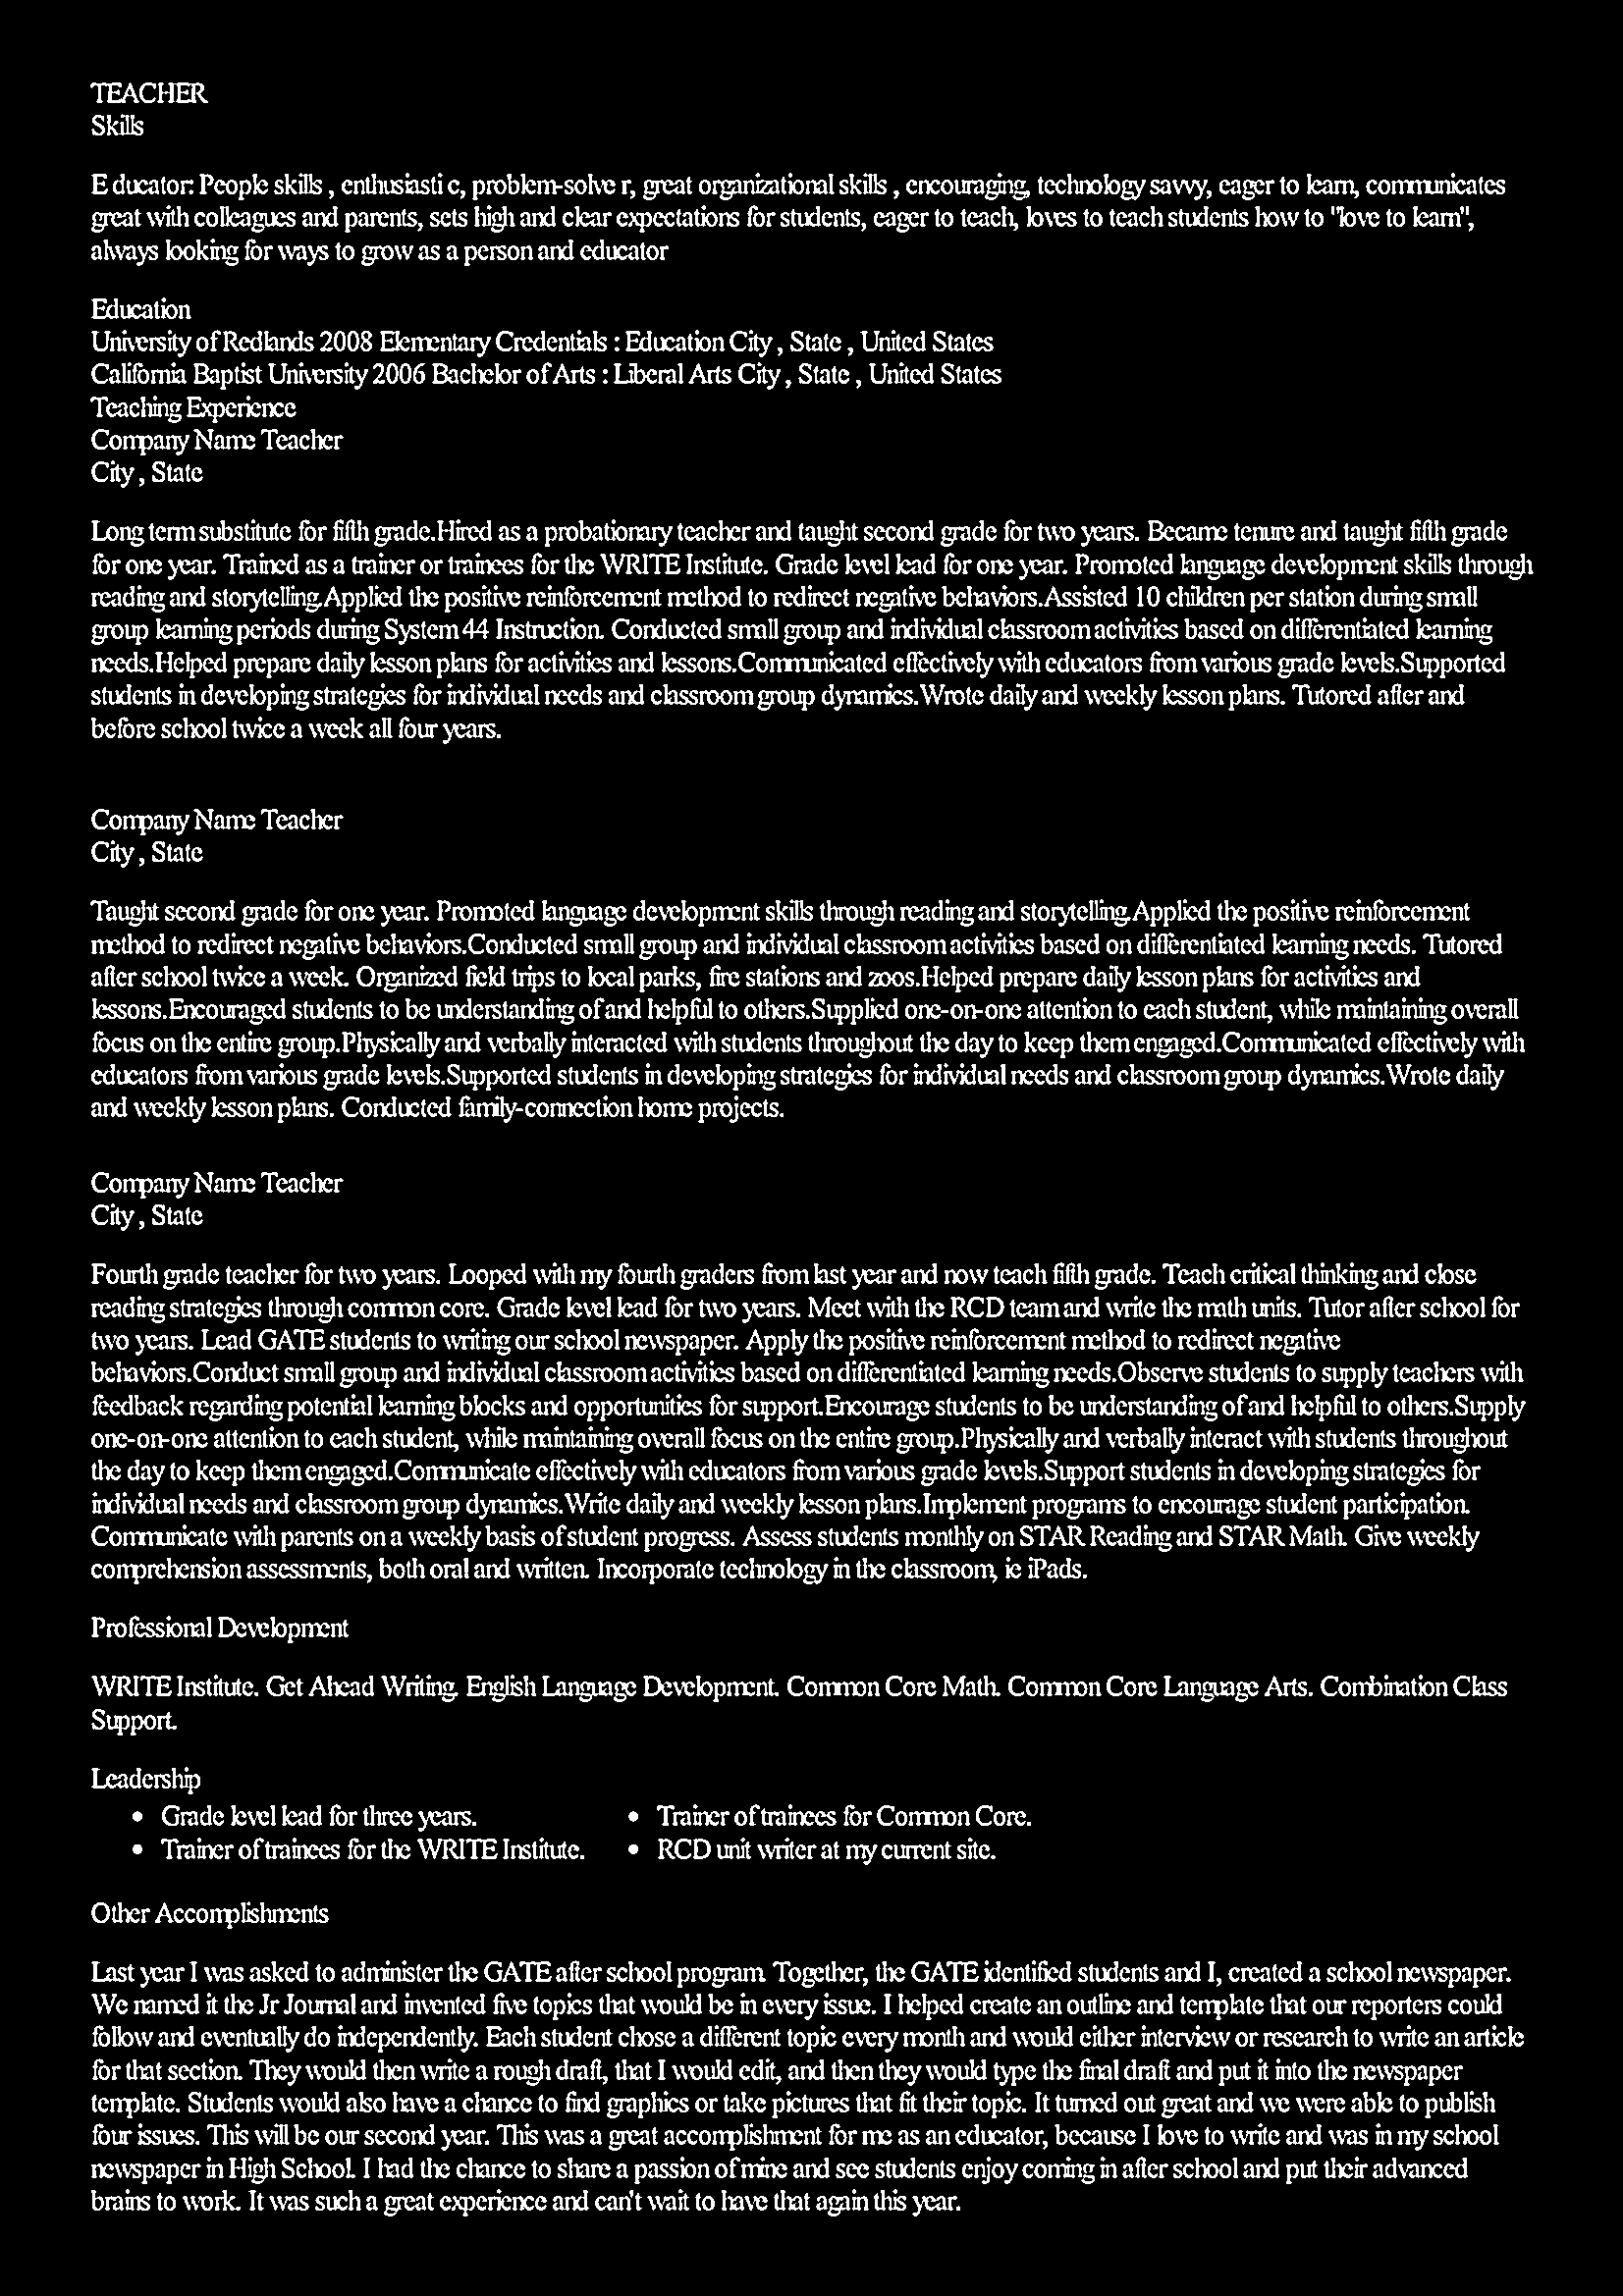 TEACHER
Skills
E ducator: People skills , enthusiasti c, problem-solve r, great organizational skills , encouraging, technology savvy, eager to learn, communicates
great with colleagues and parents, sets high and clear expectations for students, eager to teach, loves to teach students how to "love to learn",
always looking for ways to grow as a person and educator
Education
University of Redlands 2008 Elementary Credentials : Education City , State , United States
California Baptist University 2006 Bachelor of Arts : Liberal Arts City , State , United States
Teaching Experience
Company Name Teacher
City , State
Long term substitute for fifth grade.Hired as a probationary teacher and taught second grade for two years. Became tenure and taught fifth grade
for one year. Trained as a trainer or trainees for the WRITE Institute. Grade level lead for one year. Promoted language development skills through
reading and storytelling.Applied the positive reinforcement method to redirect negative behaviors.Assisted 10 children per station during small
group learning periods during System 44 Instruction. Conducted small group and individual classroom activities based on differentiated learning
needs.Helped prepare daily lesson plans for activities and lessons.Communicated effectively with educators from various grade levels.Supported
students in developing strategies for individual needs and classroom group dynamics.Wrote daily and weekly lesson plans. Tutored after and
before school twice a week all four years.
Company Name Teacher
City , State
Taught second grade for one year. Promoted language development skills through reading and storytelling.Applied the positive reinforcement
method to redirect negative behaviors.Conducted small group and individual classroom activities based on differentiated learning needs. Tutored
after school twice a week. Organized field trips to local parks, fire stations and zoos.Helped prepare daily lesson plans for activities and
lessons.Encouraged students to be understanding of and helpful to others.Supplied one-on-one attention to each student, while maintaining overall
focus on the entire group.Physically and verbally interacted with students throughout the day to keep them engaged.Communicated effectively with
educators from various grade levels.Supported students in developing strategies for individual needs and classroom group dynamics.Wrote daily
and weekly lesson plans. Conducted family-connection home projects.
Company Name Teacher
City , State
Fourth grade teacher for two years. Looped with my fourth graders from last year and now teach fifth grade. Teach critical thinking and close
reading strategies through common core. Grade level lead for two years. Meet with the RCD team and write the math units. Tutor after school for
two years. Lead GATE students to writing our school newspaper. Apply the positive reinforcement method to redirect negative
behaviors.Conduct small group and individual classroom activities based on differentiated learning needs.Observe students to supply teachers with
feedback regarding potential learning blocks and opportunities for support.Encourage students to be understanding of and helpful to others.Supply
one-on-one attention to each student, while maintaining overall focus on the entire group.Physically and verbally interact with students throughout
the day to keep them engaged.Communicate effectively with educators from various grade levels.Support students in developing strategies for
individual needs and classroom group dynamics.Write daily and weekly lesson plans.Implement programs to encourage student participation.
Communicate with parents on a weekly basis of student progress. Assess students monthly on STAR Reading and STAR Math. Give weekly
comprehension assessments, both oral and written. Incorporate technology in the classroom, ie iPads.
Professional Development
WRITE Institute. Get Ahead Writing. English Language Development. Common Core Math. Common Core Language Arts. Combination Class
Support.
Leadership
• Grade level lead for three years.
• Trainer of trainees for the WRITE Institute.
• Trainer of trainees for Common Core.
• RCD unit writer at my current site.
Other Accomplishments
Last year I was asked to administer the GATE after school program. Together, the GATE identified students and I, created a school newspaper.
We named it the Jr Journal and invented five topics that would be in every issue. I helped create an outline and template that our reporters could
follow and eventually do independently. Each student chose a different topic every month and would either interview or research to write an article
for that section. They would then write a rough draft, that I would edit, and then they would type the final draft and put it into the newspaper
template. Students would also have a chance to find graphics or take pictures that fit their topic. It turned out great and we were able to publish
four issues. This will be our second year. This was a great accomplishment for me as an educator, because I love to write and was in my school
newspaper in High School. I had the chance to share a passion of mine and see students enjoy coming in after school and put their advanced
brains to work. It was such a great experience and can't wait to have that again this year.